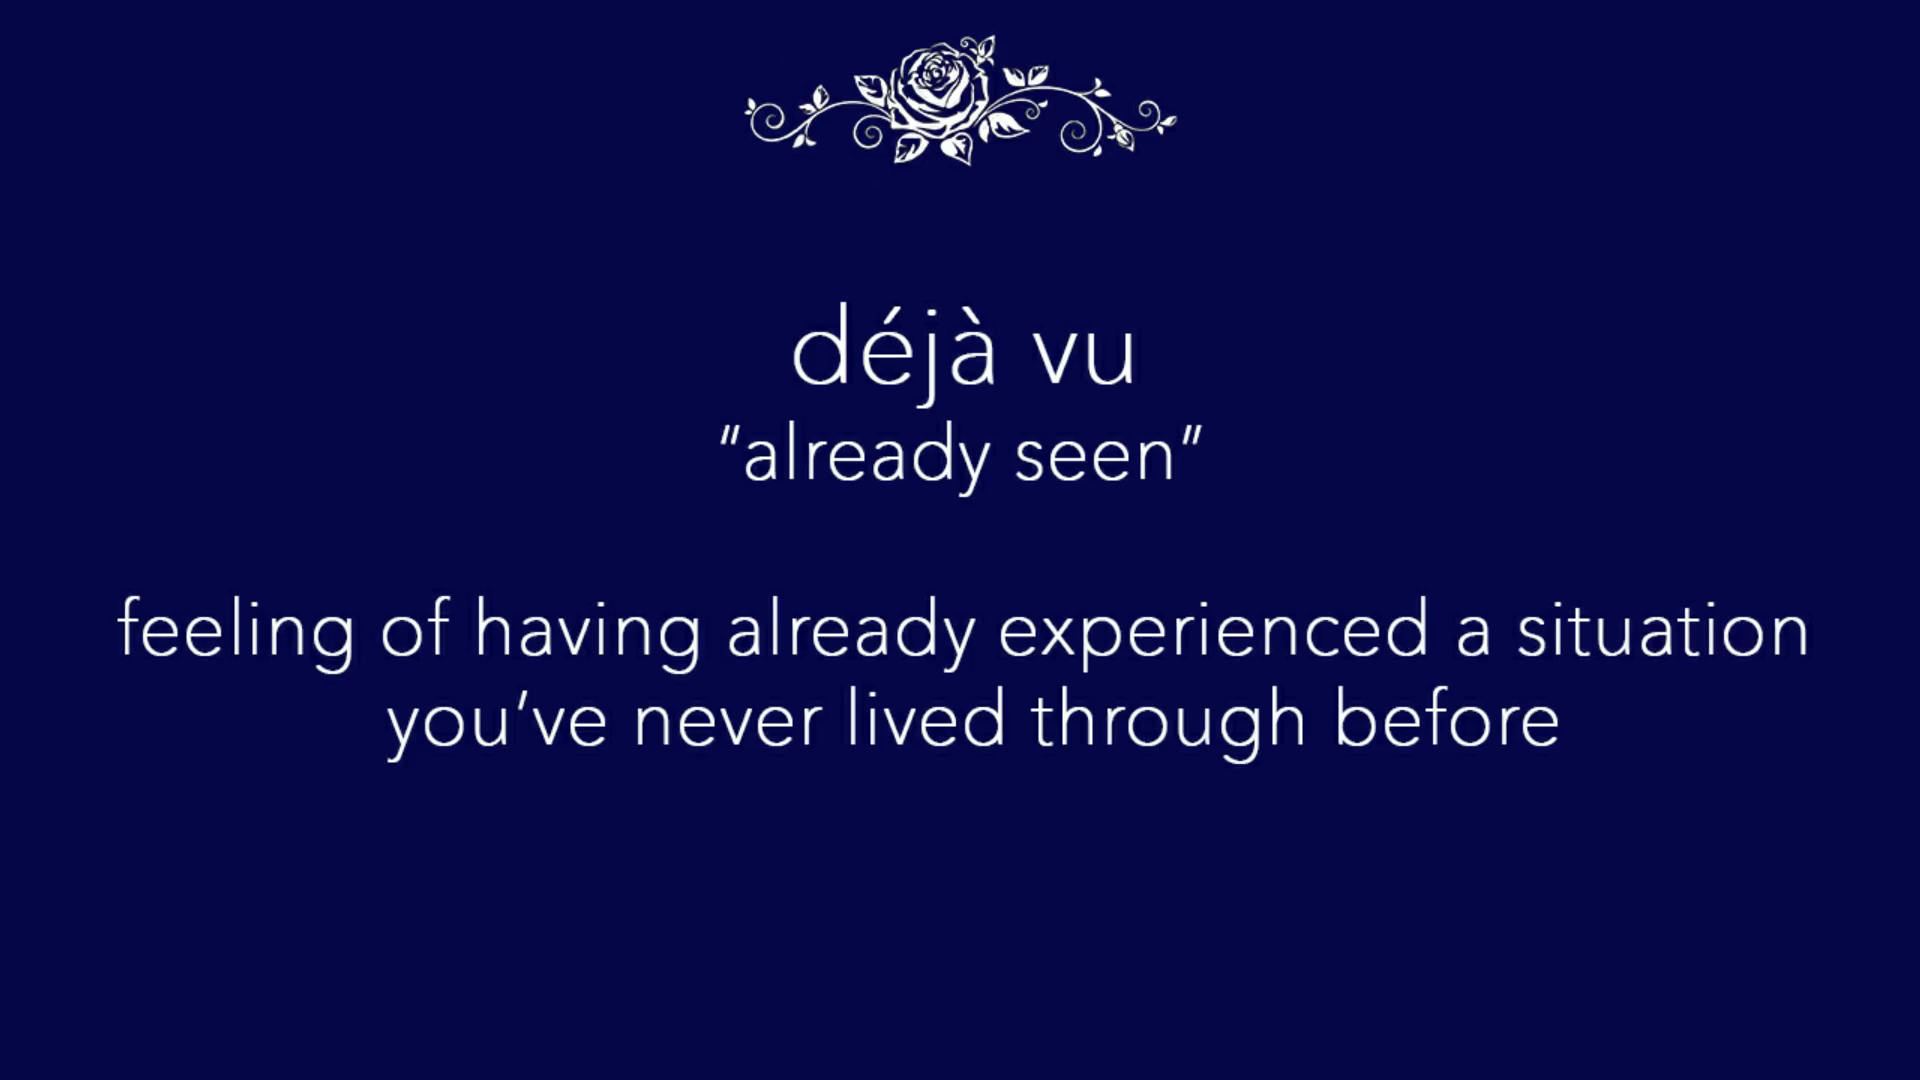 déjà vu
"already seen"
feeling of having already experienced a situation
you've never lived through before